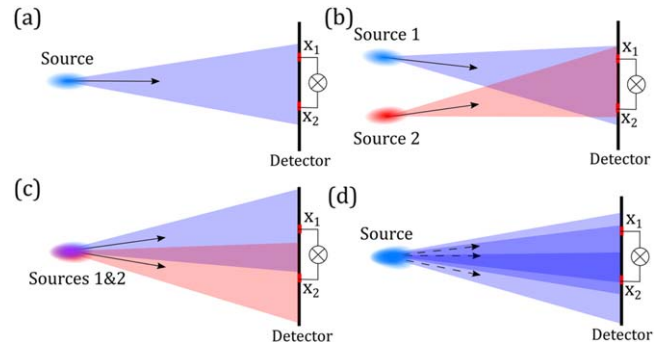 (a)
Source
x1
x2
Detector
(b)
Source 1
Source 2
x1
x2
Detector
(c)
Sources 1&2
x1
x2
Detector
(d)
Source
x1
x2
Detector